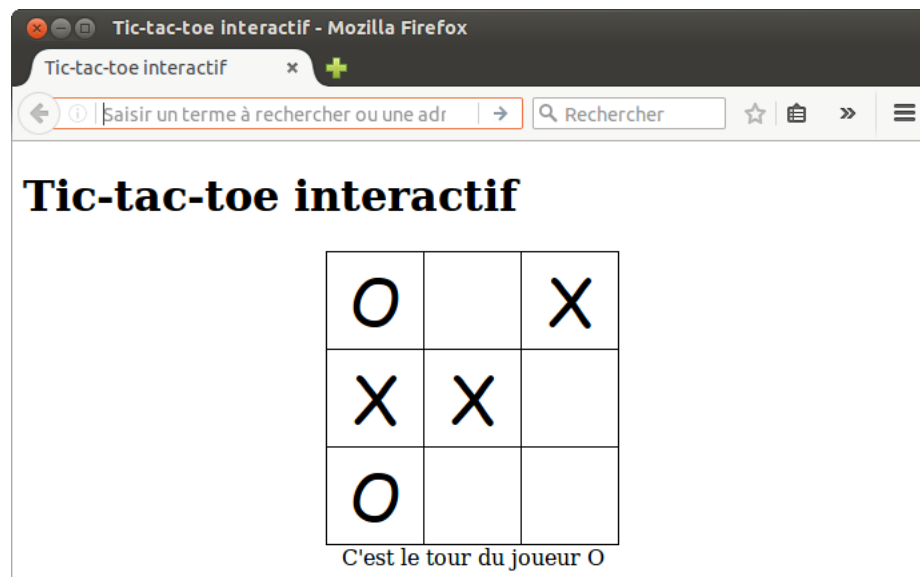 Tic-tac-toe interactif - Mozilla Firefox
Tic-tac-toe interactif
Saisir un terme à rechercher ou une adr
Rechercher
Tic-tac-toe interactif
O X
X X
O
C'est le tour du joueur O